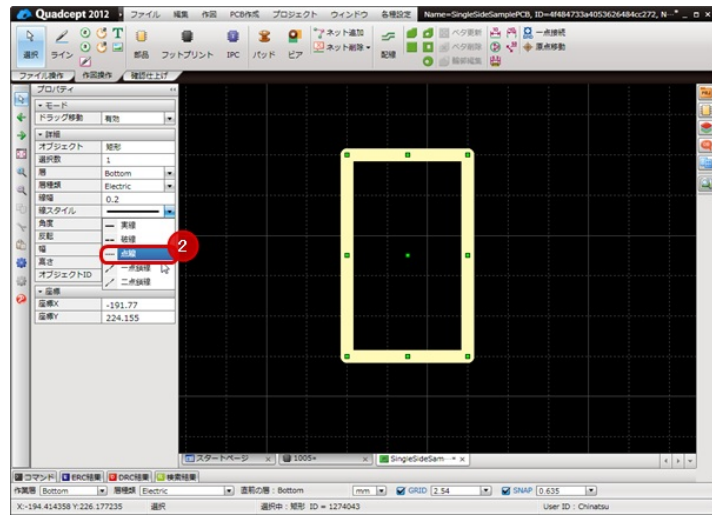 Quadcept 2012 ファイル 編集 作図 PCB作成 プロジェクト ウィンドウ 各種設定 Name=SingleSideSamplePCB, ID=4f484733a4053626484cc272, N···*
ネット追加 ベタ更新 一点接続
ネット削除 ベタ削除 原点移動
選択 ライン 部品 フットプリント IPC パッド ビア 配線 輪郭編集
ファイル操作 作図操作 確認仕上げ
プロパティ
モード
ドラッグ移動 有効
詳細
オブジェクト 矩形
選択数 1
層 Bottom
層種類 Electric
線幅 0.2
線スタイル
角度 実線
反転 破線
幅 点線
2
高さ 一点鎖線
オブジェクトID 二点鎖線
座標
座標X -191.77
座標Y 224.155
スタートページ x 1005* x SingleSideSam···* x
コマンド ERC結果 DRC結果 検索結果
作業層 Bottom 層種類 Electric 直前の層 : Bottom mm GRID 2.54 SNAP 0.635
X:-194.414358 Y:226.177235 選択 選択中 : 矩形 ID = 1274043 User ID : Chinatsu